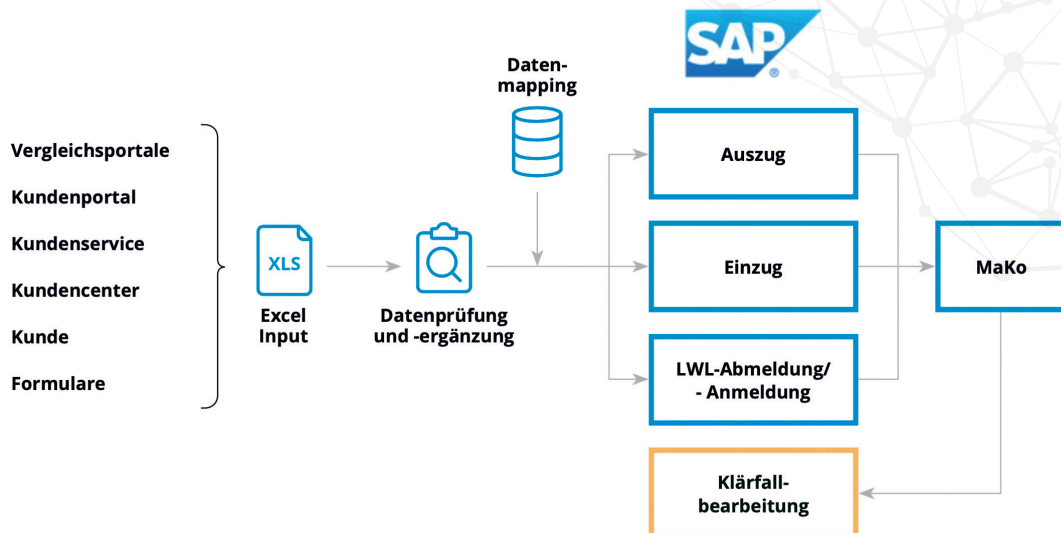 SAP
®
Daten-
mapping
Vergleichsportale
Kundenportal
Kundenservice
Kundencenter
Kunde
Formulare
XLS
Excel
Input
Datenprüfung
und -ergänzung
Auszug
Einzug
LWL-Abmeldung/
- Anmeldung
MaKo
Klärfall-
bearbeitung